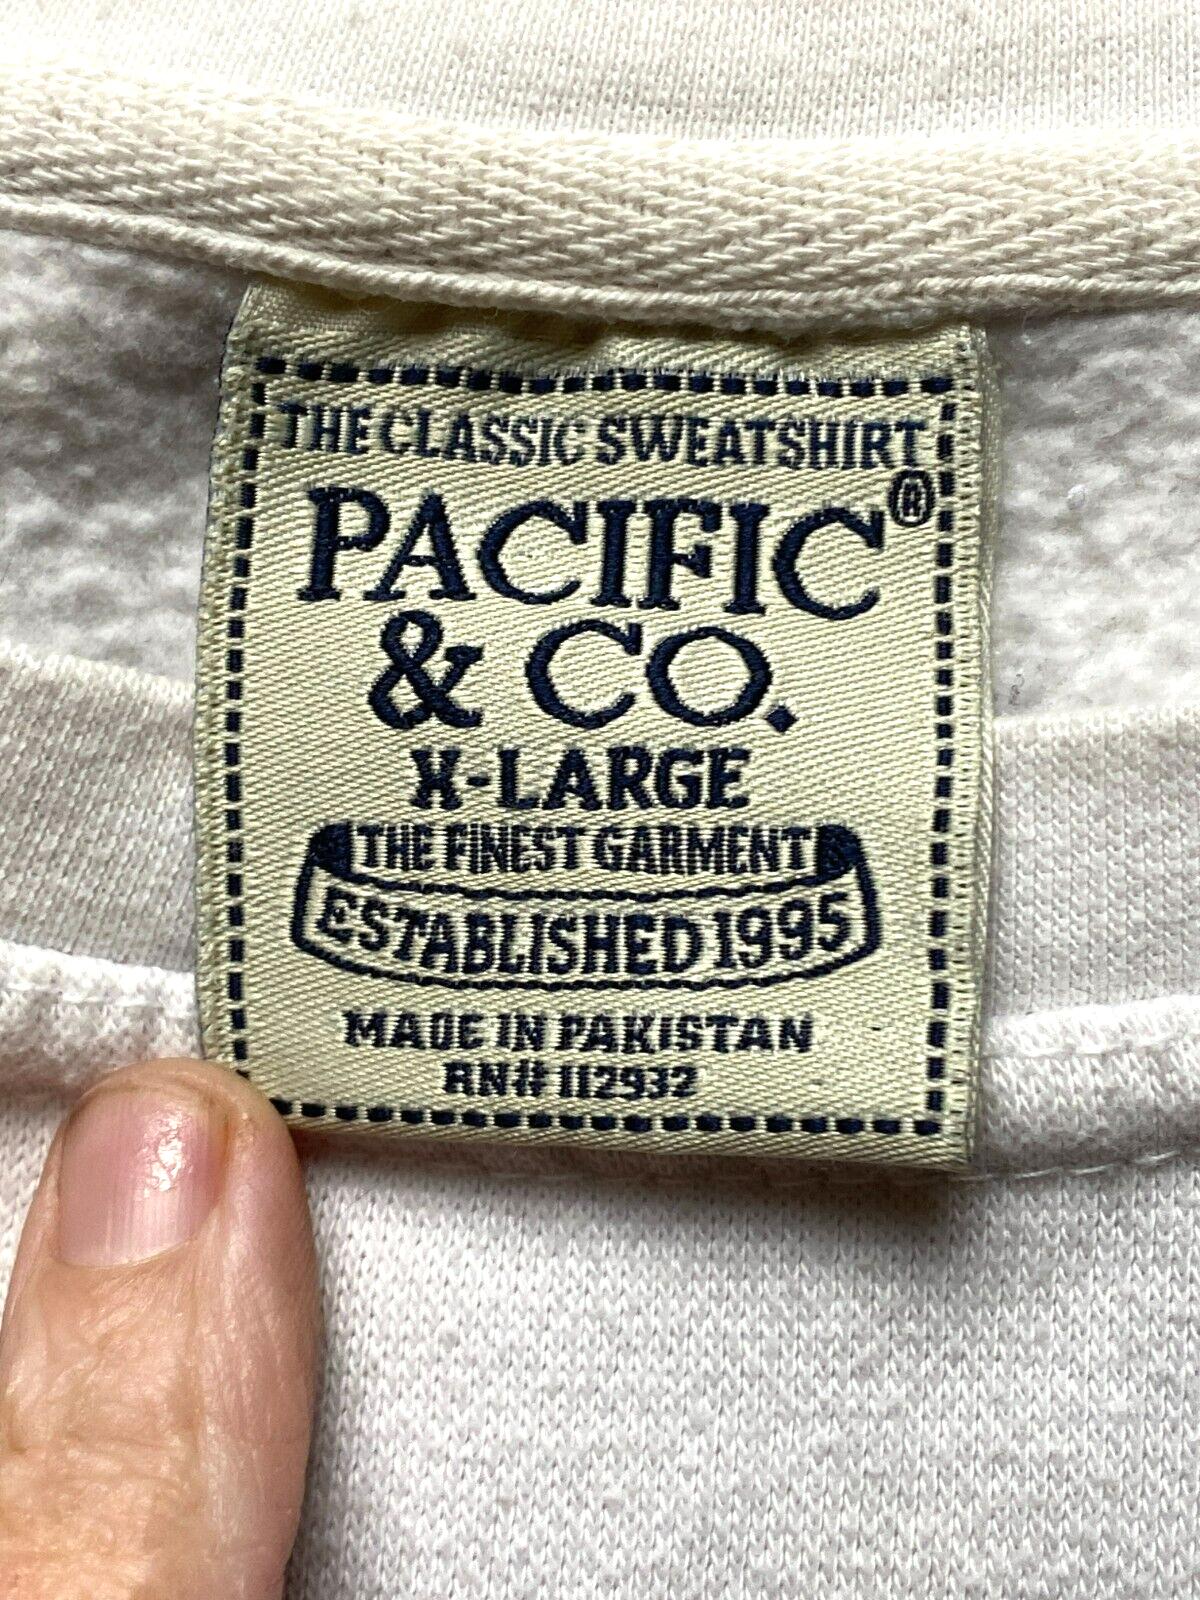 THE CLASSIC SWEATSHIRT
PACIFIC®
& CO.
X-LARGE
THE FINEST GARMENT
ESTABLISHED 1995
MADE IN PAKISTAN
RN# 112932